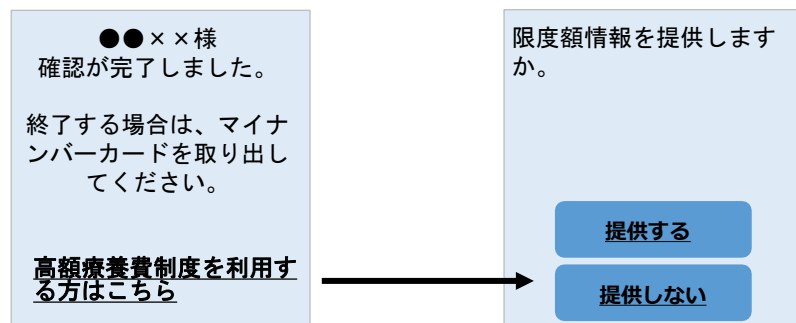 ●●××様
確認が完了しました。
終了する場合は、マイナ
ンバーカードを取り出し
てください。
高額療養費制度を利用す
る方はこちら
限度額情報を提供します
か。
提供する
提供しない